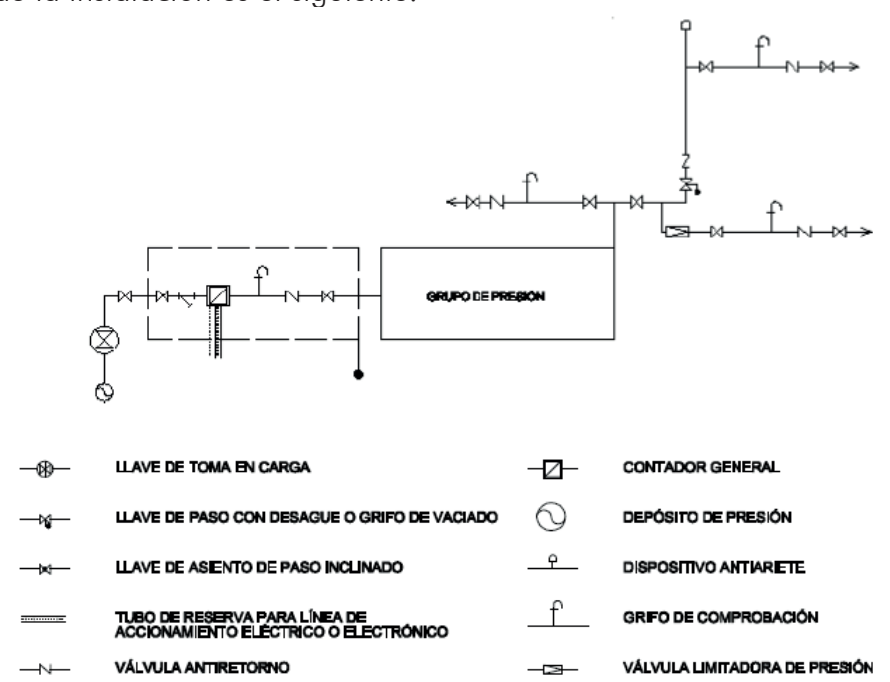 GRUPO DE PRESIÓN
LLAVE DE TOMA EN CARGA
CONTADOR GENERAL
LLAVE DE PASO CON DESAGUE O GRIFO DE VACIADO
DEPÓSITO DE PRESIÓN
LLAVE DE ASIENTO DE PASO INCLINADO
DISPOSITIVO ANTIARIETE
TUBO DE RESERVA PARA LÍNEA DE
ACCIONAMIENTO ELÉCTRICO O ELECTRÓNICO
GRIFO DE COMPROBACIÓN
VÁLVULA ANTIRETORNO
VÁLVULA LIMITADORA DE PRESIÓN